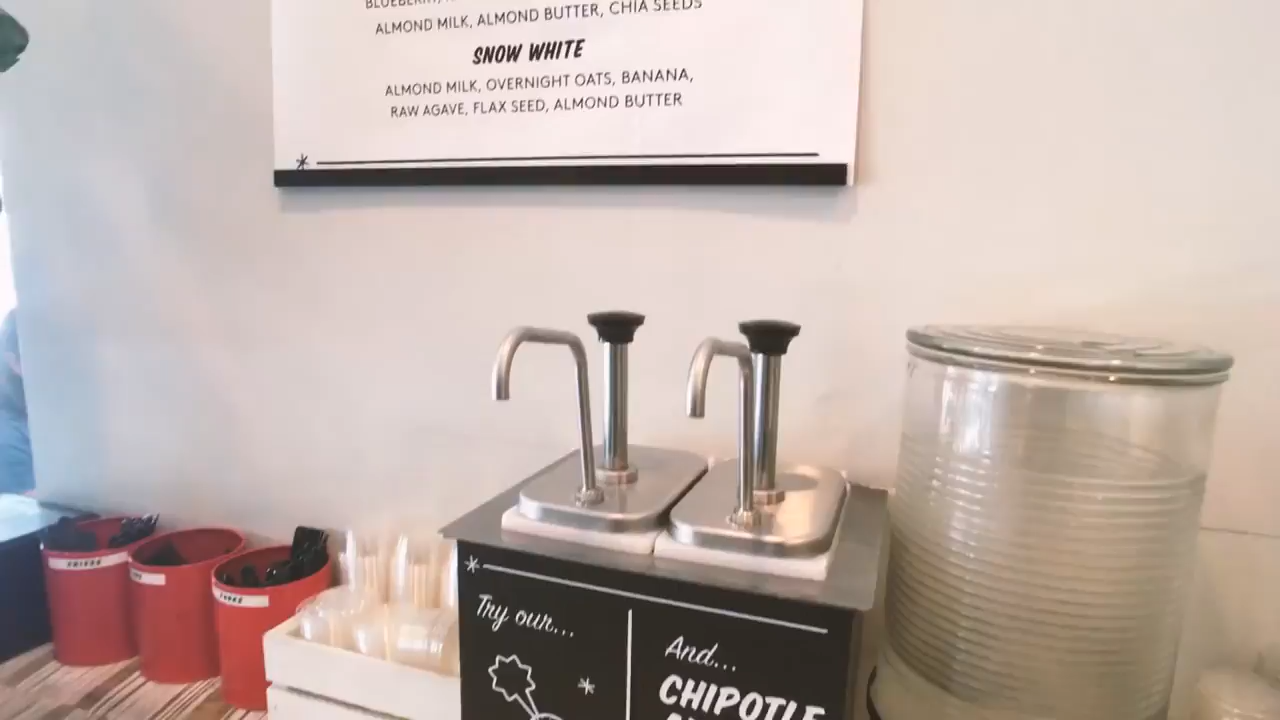 BLUEBERRY,
ALMOND MILK, ALMOND BUTTER, CHIA SEEDS
SNOW WHITE
ALMOND MILK, OVERNIGHT OATS, BANANA,
RAW AGAVE, FLAX SEED, ALMOND BUTTER
Try our...
And...
CHIPOTLE